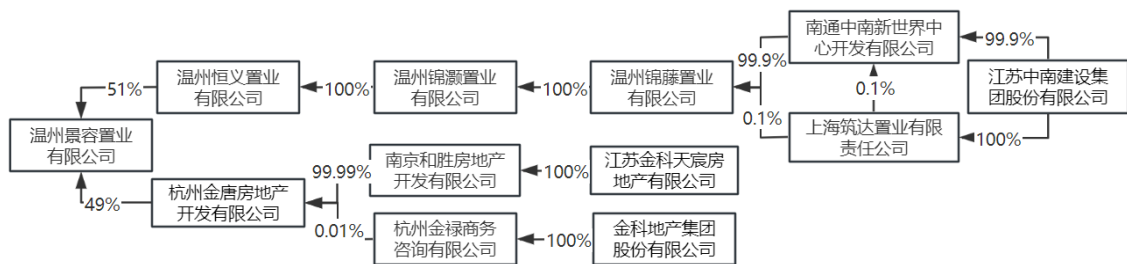 南通中南新世界中
心开发有限公司
99.9%
江苏中南建设集
团股份有限公司
99.9%
0.1%
0.1%
上海筑达置业有限
责任公司
100%
温州恒义置业
有限公司
100%
温州锦灏置业
有限公司
100%
温州锦藤置业
有限公司
51%
温州景容置业
有限公司
49%
杭州金唐房地产
开发有限公司
99.99%
0.01%
南京和胜房地产
开发有限公司
100%
江苏金科天宸房
地产有限公司
杭州金禄商务
咨询有限公司
100%
金科地产集团
股份有限公司